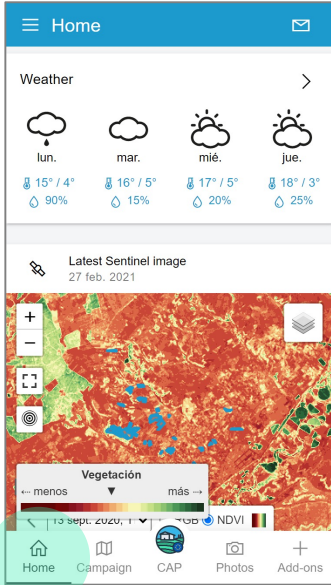 Home
Weather
lun. mar. mié. jue.
15° / 4° 16° / 5° 17° / 5° 18° / 3°
90% 15% 20% 25%
Latest Sentinel image
27 feb. 2021
+
−
Vegetación
←- menos ▼ más -→
13 sept. 2020, GB NDVI
Home Campaign CAP Photos Add-ons